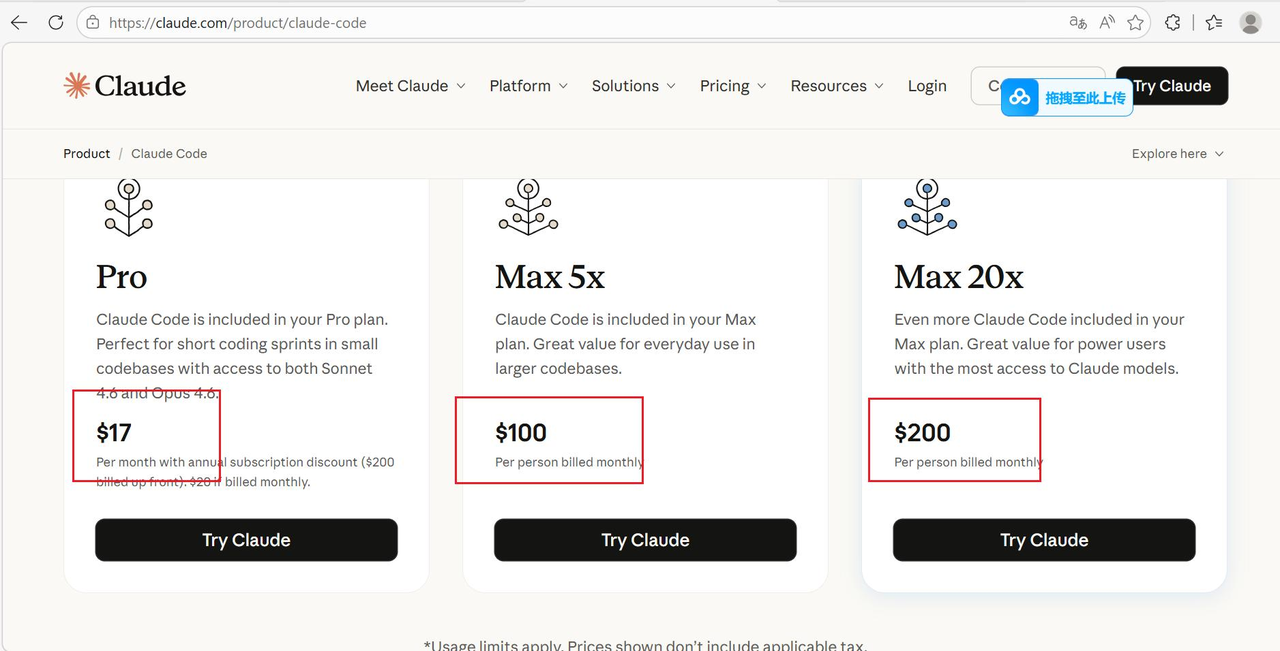 https://claude.com/product/claude-code
Claude
Meet Claude
Platform
Solutions
Pricing
Resources
Login
拖拽至此上传
Try Claude
Product / Claude Code
Explore here
Pro
Claude Code is included in your Pro plan.
Perfect for short coding sprints in small
codebases with access to both Sonnet
4.6 and Opus 4.6.
$17
Per month with annual subscription discount ($200
billed up front). $20 if billed monthly.
Try Claude
Max 5x
Claude Code is included in your Max
plan. Great value for everyday use in
larger codebases.
$100
Per person billed monthly
Try Claude
Max 20x
Even more Claude Code included in your
Max plan. Great value for power users
with the most access to Claude models.
$200
Per person billed monthly
Try Claude
*Usage limits apply. Prices shown don't include applicable tax.